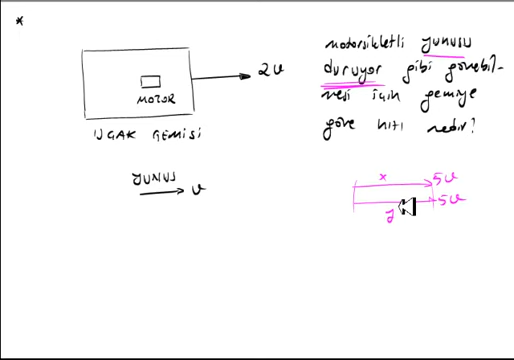 *
motorsikletli yunusu
duruyor gibi görebil-
mesi için gemiye
göre hızı nedir?
2v
MOTOR
UÇAK GEMİSİ
YUNUS
v
x 5v
5v
y